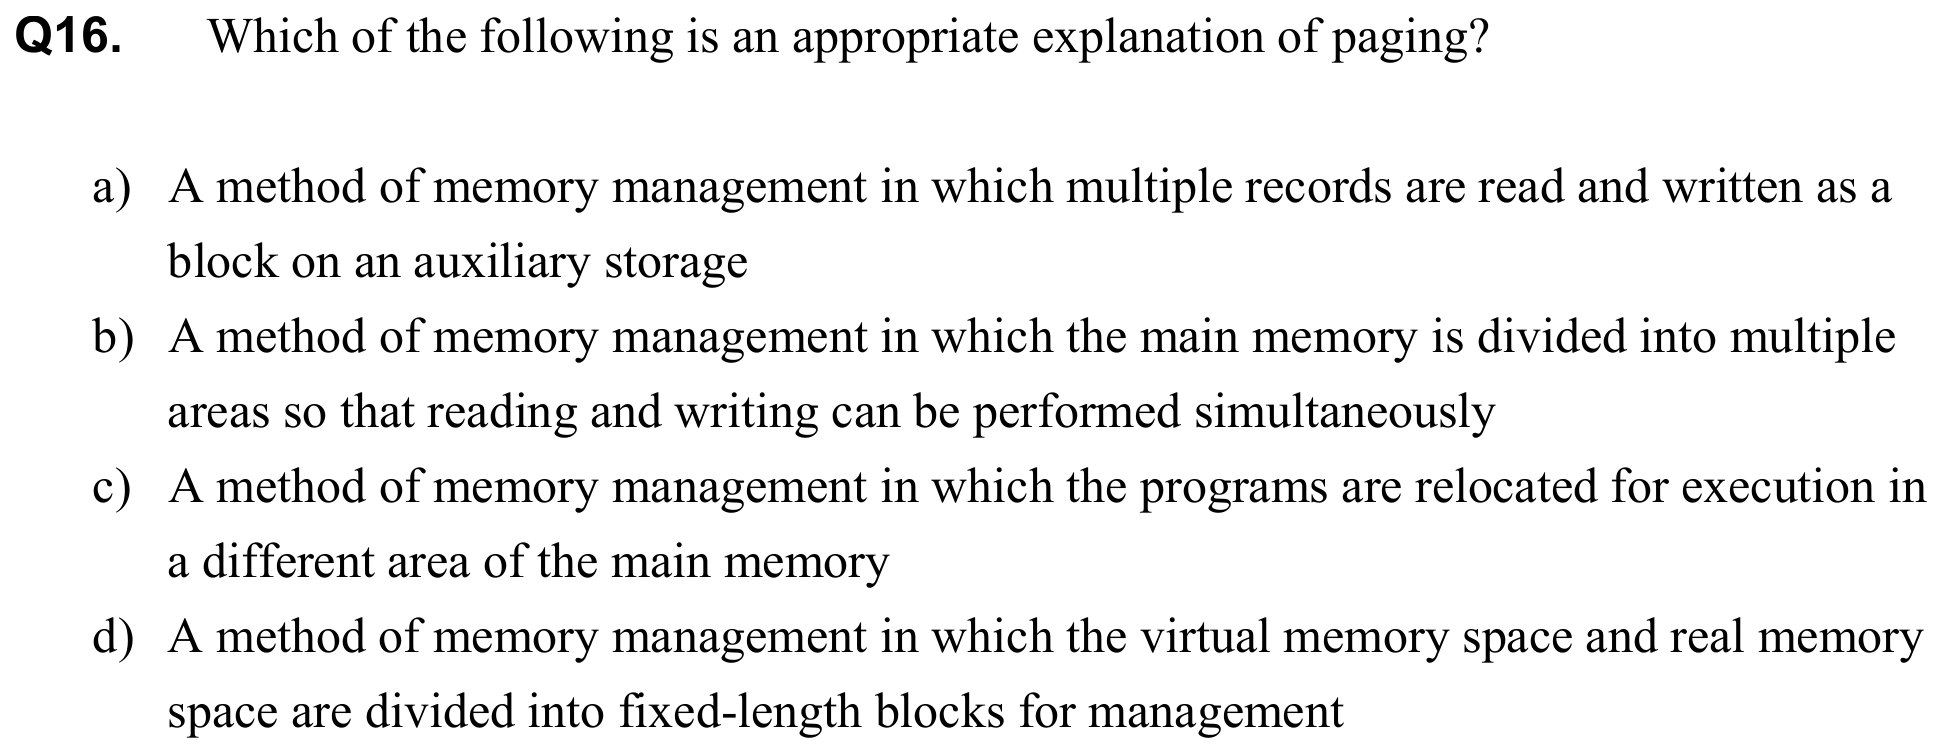 Q16. Which of the following is an appropriate explanation of paging?
a) A method of memory management in which multiple records are read and written as a
block on an auxiliary storage
b) A method of memory management in which the main memory is divided into multiple
areas so that reading and writing can be performed simultaneously
c) A method of memory management in which the programs are relocated for execution in
a different area of the main memory
d) A method of memory management in which the virtual memory space and real memory
space are divided into fixed-length blocks for management